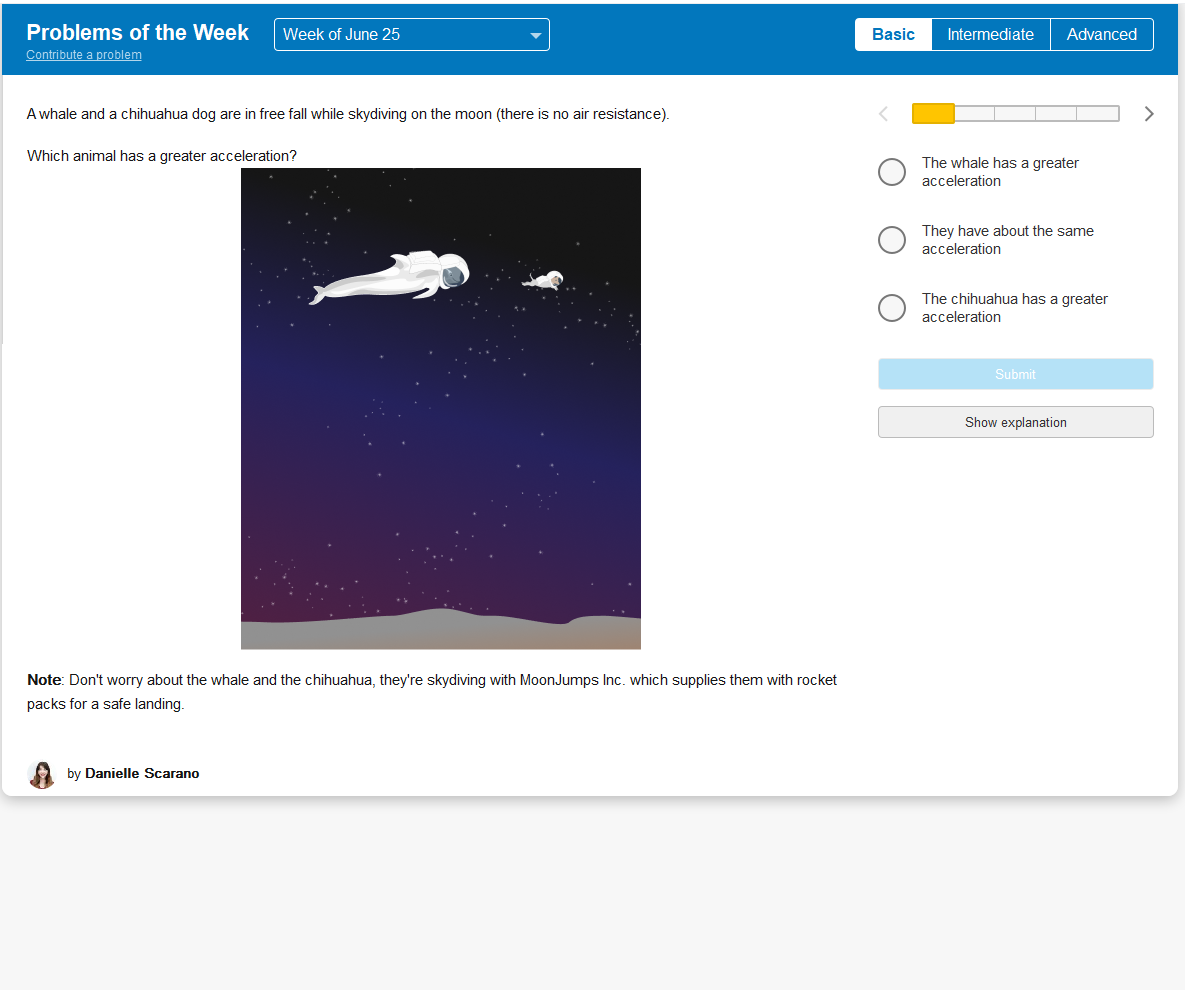 Problems of the Week
Week of June 25
Basic
Intermediate
Advanced
Contribute a problem
A whale and a chihuahua dog are in free fall while skydiving on the moon (there is no air resistance).
Which animal has a greater acceleration?
The whale has a greater
acceleration
They have about the same
acceleration
The chihuahua has a greater
acceleration
Submit
Show explanation
Note: Don't worry about the whale and the chihuahua, they're skydiving with MoonJumps Inc. which supplies them with rocket
packs for a safe landing.
by Danielle Scarano